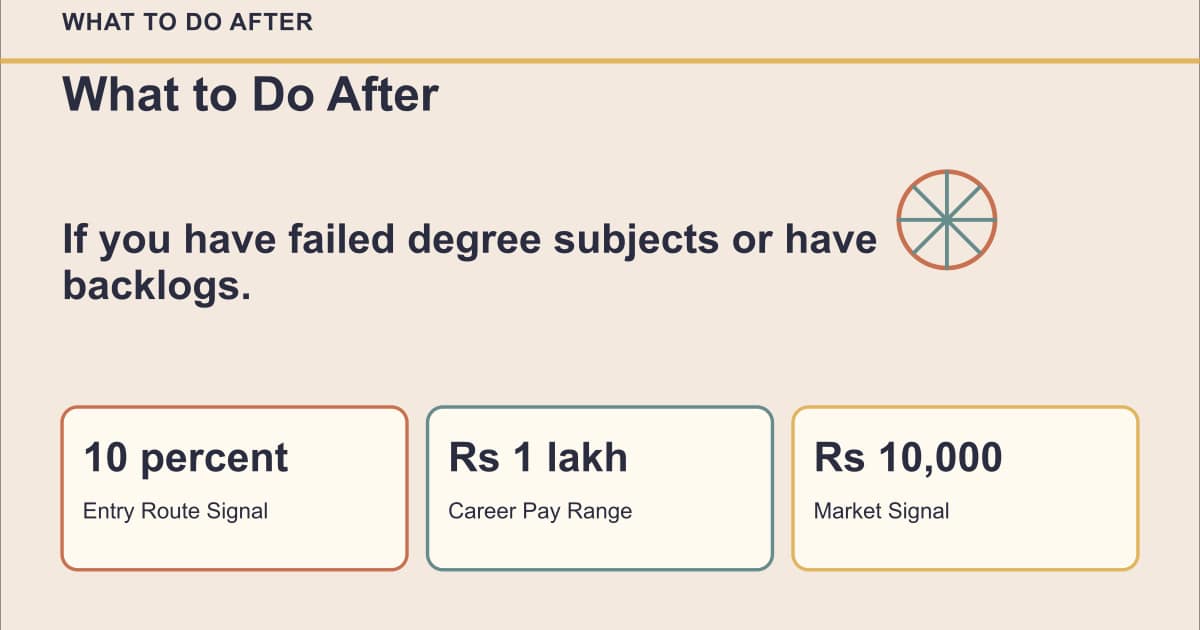 WHAT TO DO AFTER
What to Do After
If you have failed degree subjects or have
backlogs.
10 percent
Entry Route Signal
Rs 1 lakh
Career Pay Range
Rs 10,000
Market Signal